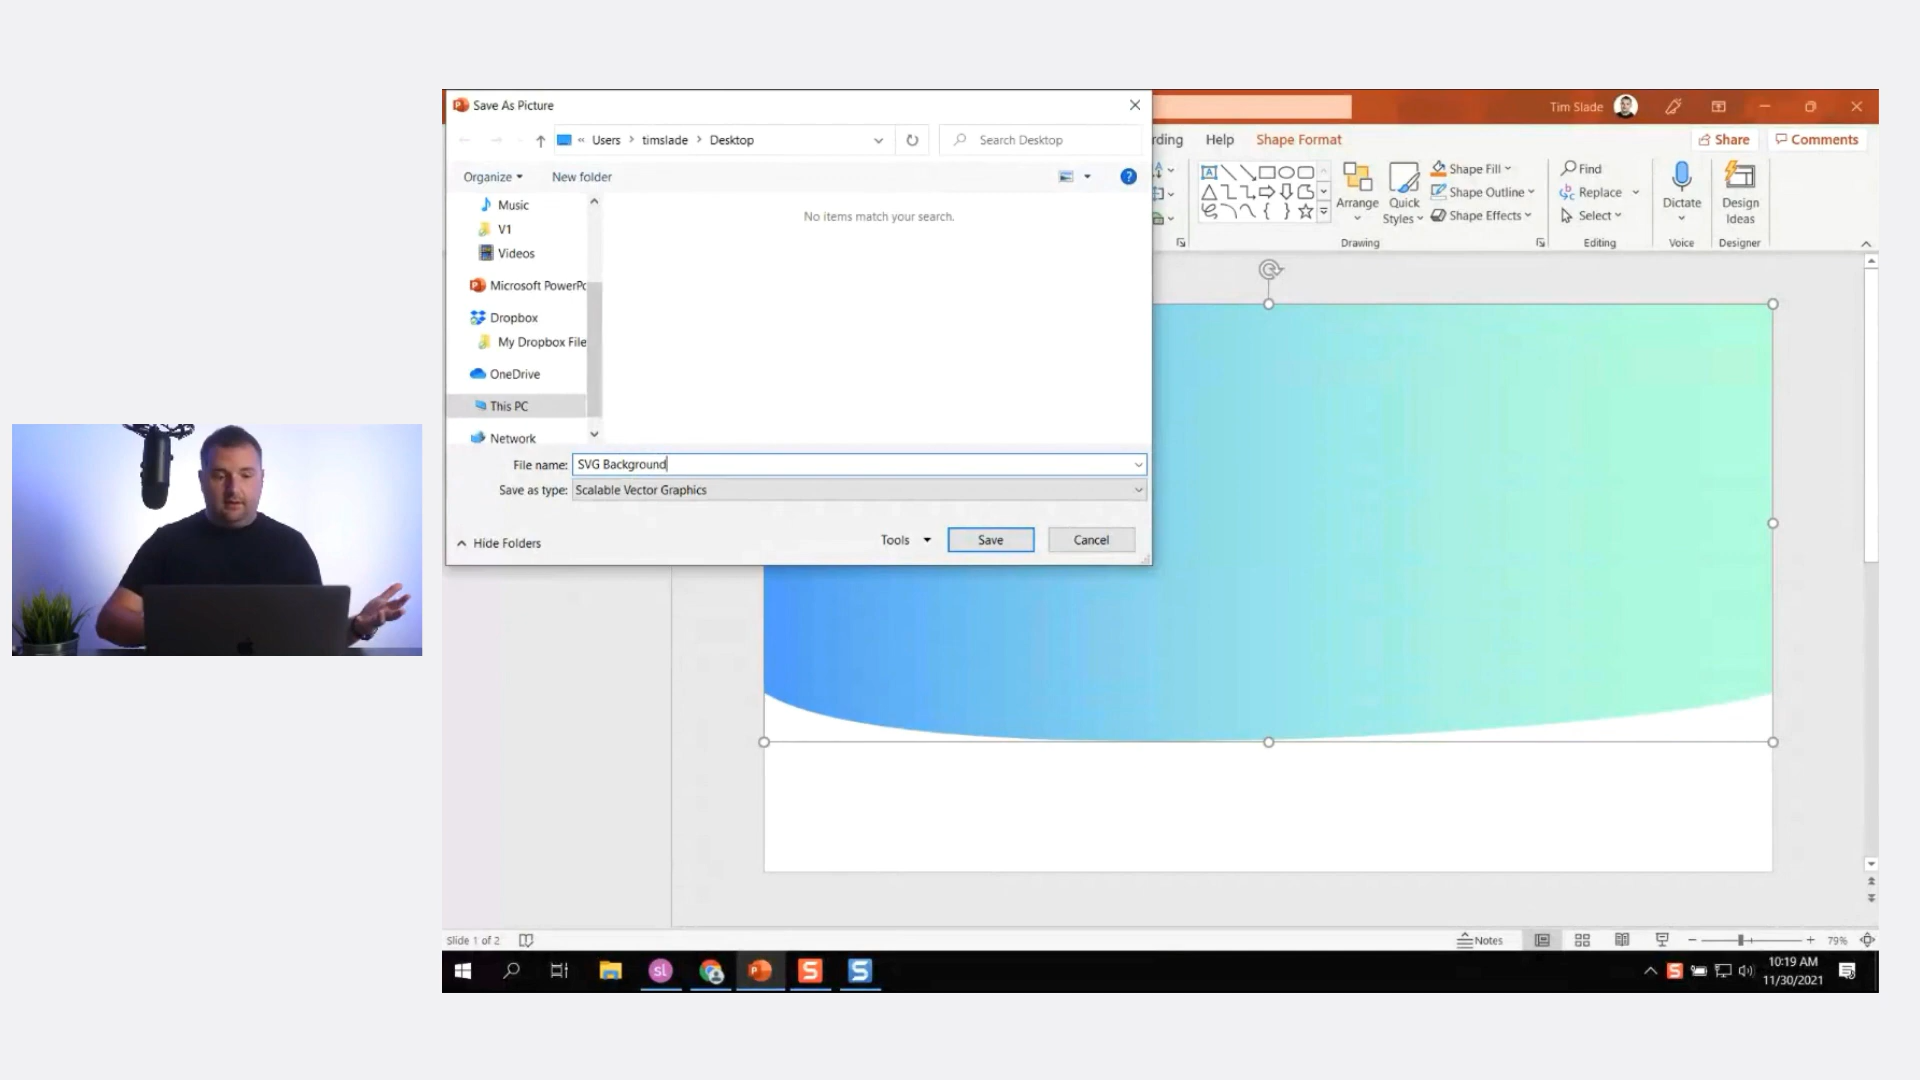 Save As Picture
« Users > timslade > Desktop
Search Desktop
Organize
New folder
No items match your search.
Music
V1
Videos
Microsoft PowerPo
Dropbox
My Dropbox File
OneDrive
This PC
Network
File name: SVG Background
Save as type: Scalable Vector Graphics
Hide Folders
Tools
Save
Cancel
Tim Slade
rding
Help
Shape Format
Share
Comments
Arrange
Quick
Styles
Shape Fill
Shape Outline
Shape Effects
Find
Replace
Select
Dictate
Design
Ideas
Drawing
Editing
Voice
Designer
Slide 1 of 2
Notes
79%
sl
10:19 AM
11/30/2021